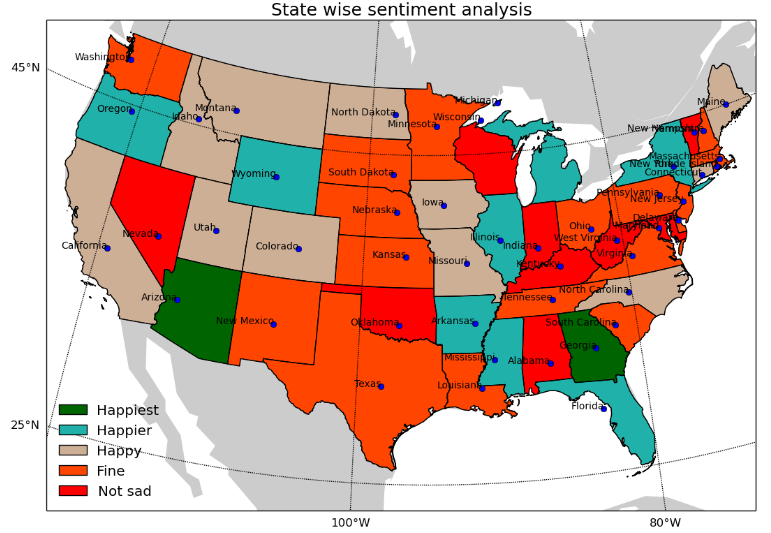 State wise sentiment analysis
45°N
25°N
100°W
80°W
Washington
Oregon
Idaho
Montana
North Dakota
Minnesota
Michigan
Wisconsin
Maine
New Hampshire
Massachusetts
New York
Rhode Island
Connecticut
Wyoming
South Dakota
Iowa
Nebraska
Pennsylvania
New Jersey
Nevada
Utah
California
Colorado
Kansas
Missouri
Illinois
Indiana
Ohio
West Virginia
Delaware
Maryland
Virginia
Kentucky
Arizona
New Mexico
Oklahoma
Arkansas
Tennessee
North Carolina
South Carolina
Georgia
Texas
Louisiana
Mississippi
Alabama
Florida
Happiest
Happier
Happy
Fine
Not sad